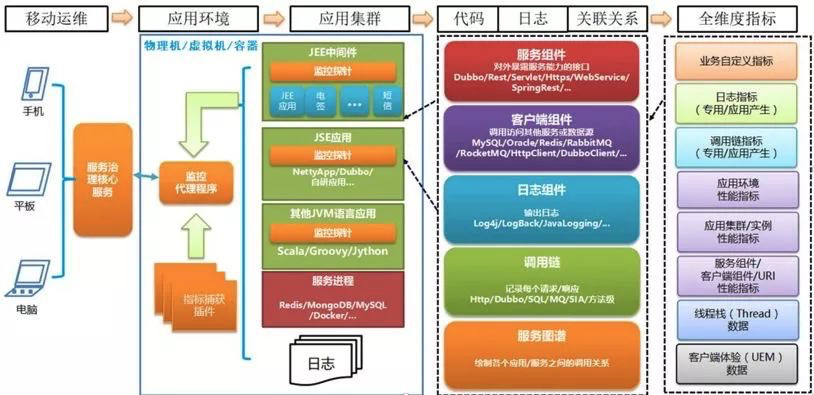 移动运维
应用环境
应用集群
代码
日志
关联关系
全维度指标
手机
平板
电脑
服务治
理核心
服务
物理机/虚拟机/容器
监控
代理程序
指标捕获
插件
JEE中间件
监控探针
JEE
应用
电
签
...
短
信
JSE应用
监控探针
NettyApp/Dubbo/
自研应用...
其他JVM语言应用
监控探针
Scala/Groovy/Jython
服务进程
Redis/MongoDB/MySQL
/Docker/...
日志
服务组件
对外暴露服务能力的接口
Dubbo/Rest/Servlet/Https/WebService/
SpringRest/...
客户端组件
调用访问其他服务或数据源
MySQL/Oracle/Redis/RabbitMQ
/RocketMQ/HttpClient/DubboClient/...
日志组件
输出日志
Log4j/LogBack/JavaLogging/...
调用链
记录每个请求/响应
Http/Dubbo/SQL/MQ/SIA/方法级
服务图谱
绘制各个应用/服务之间的调用关系
业务自定义指标
日志指标
（专用/应用产生）
调用链指标
（专用/应用产生）
应用环境
性能指标
应用集群/实例
性能指标
服务组件/
客户端组件/URI
性能指标
线程栈（Thread）
数据
客户端体验（UEM）
数据